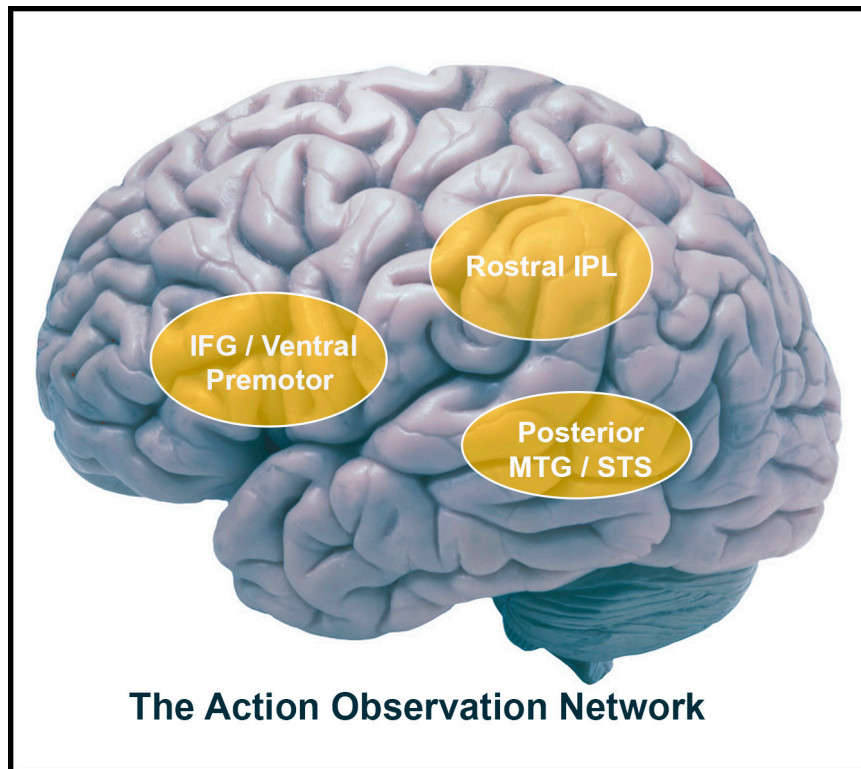 Rostral IPL
IFG / Ventral
Premotor
Posterior
MTG / STS
The Action Observation Network